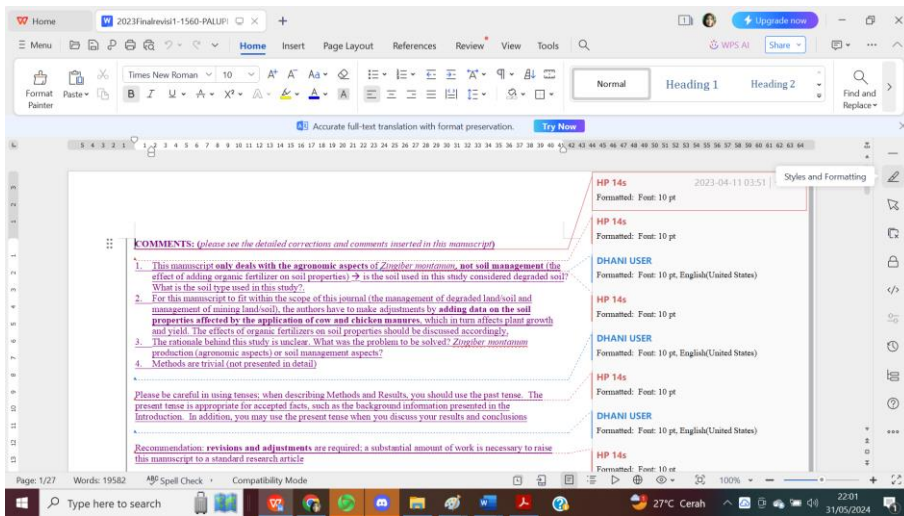 Home
2023Finalrevisi1-1560-PALUPI
Upgrade now
Menu
Home Insert Page Layout References Review View Tools
WPS AI
Share
Format Painter
Paste
Times New Roman
10
Normal
Heading 1
Heading 2
Find and Replace
Accurate full-text translation with format preservation.
Try Now
Styles and Formatting
COMMENTS: (please see the detailed corrections and comments inserted in this manuscript)
1. This manuscript only deals with the agronomic aspects of Zingiber montanum, not soil management (the
effect of adding organic fertilizer on soil properties) → is the soil used in this study considered degraded soil?
What is the soil type used in this study?.
2. For this manuscript to fit within the scope of this journal (the management of degraded land/soil and
management of mining land/soil), the authors have to make adjustments by adding data on the soil
properties affected by the application of cow and chicken manures, which in turn affects plant growth
and yield. The effects of organic fertilizers on soil properties should be discussed accordingly.
3. The rationale behind this study is unclear. What was the problem to be solved? Zingiber montanum
production (agronomic aspects) or soil management aspects?
4. Methods are trivial (not presented in detail)
Please be careful in using tenses; when describing Methods and Results, you should use the past tense. The
present tense is appropriate for accepted facts, such as the background information presented in the
Introduction. In addition, you may use the present tense when you discuss your results and conclusions
Recommendation: revisions and adjustments are required; a substantial amount of work is necessary to raise
this manuscript to a standard research article
HP 14s
2023-04-11 03:51
Formatted: Font: 10 pt
HP 14s
Formatted: Font: 10 pt
DHANI USER
Formatted: Font: 10 pt, English(United States)
HP 14s
Formatted: Font: 10 pt
DHANI USER
Formatted: Font: 10 pt, English(United States)
HP 14s
Formatted: Font: 10 pt
DHANI USER
Formatted: Font: 10 pt, English(United States)
HP 14s
Formatted: Font: 10 pt
Page: 1/27
Words: 19582
Spell Check
Compatibility Mode
100%
Type here to search
27°C Cerah
22:01
31/05/2024